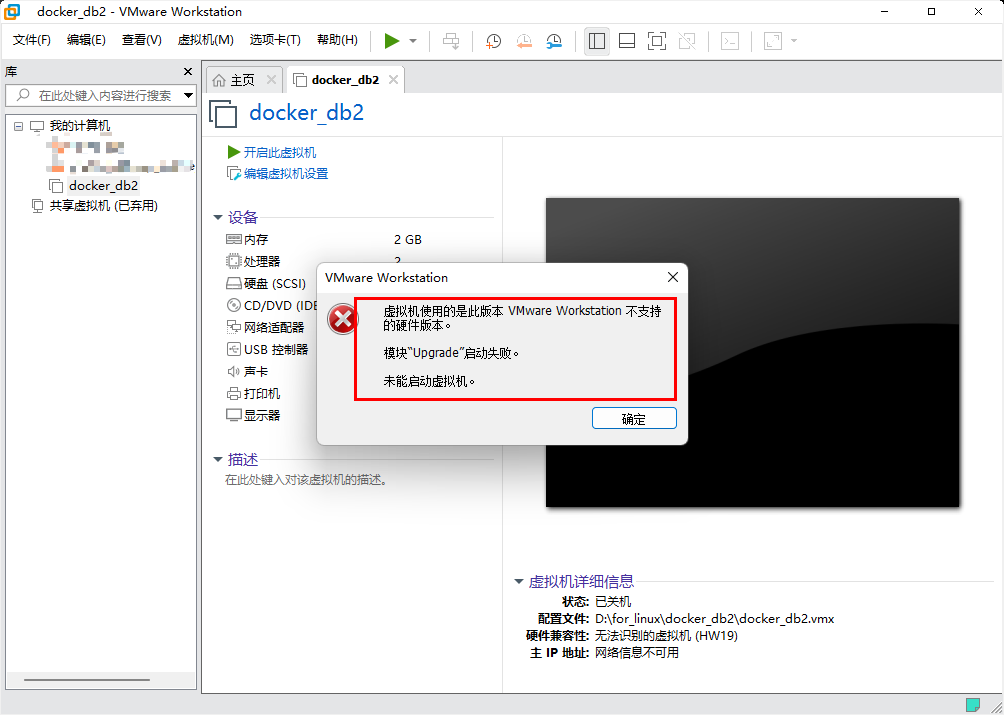 docker_db2 - VMware Workstation
文件(F) 编辑(E) 查看(V) 虚拟机(M) 选项卡(T) 帮助(H)
库
在此处键入内容进行搜索
我的计算机
e
docker_db2
共享虚拟机 (已弃用)
主页
docker_db2
docker_db2
开启此虚拟机
编辑虚拟机设置
设备
内存 2 GB
处理器 2
硬盘 (SCSI)
CD/DVD (IDE
网络适配器
USB 控制器
声卡
打印机
显示器
描述
在此处键入对该虚拟机的描述。
VMware Workstation
虚拟机使用的是此版本 VMware Workstation 不支持
的硬件版本。
模块“Upgrade”启动失败。
未能启动虚拟机。
确定
虚拟机详细信息
状态: 已关机
配置文件: D:\for_linux\docker_db2\docker_db2.vmx
硬件兼容性: 无法识别的虚拟机 (HW19)
主 IP 地址: 网络信息不可用